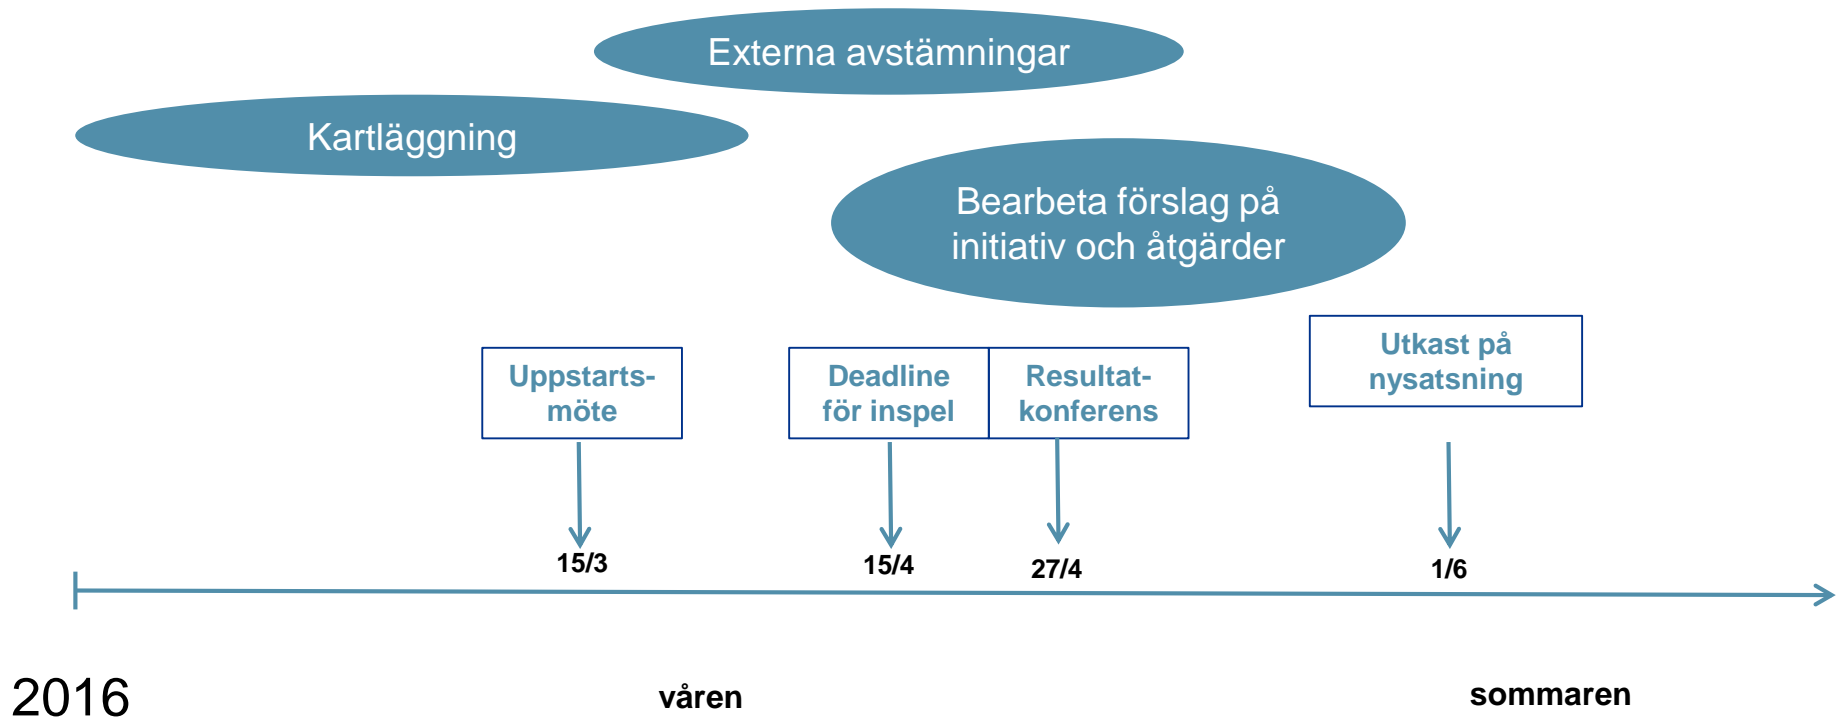 Externa avstämningar
Kartläggning
Bearbeta förslag på
initiativ och åtgärder
Uppstarts-
möte
Deadline
för inspel
Resultat-
konferens
Utkast på
nysatsning
15/3
15/4
27/4
1/6
2016
våren
sommaren